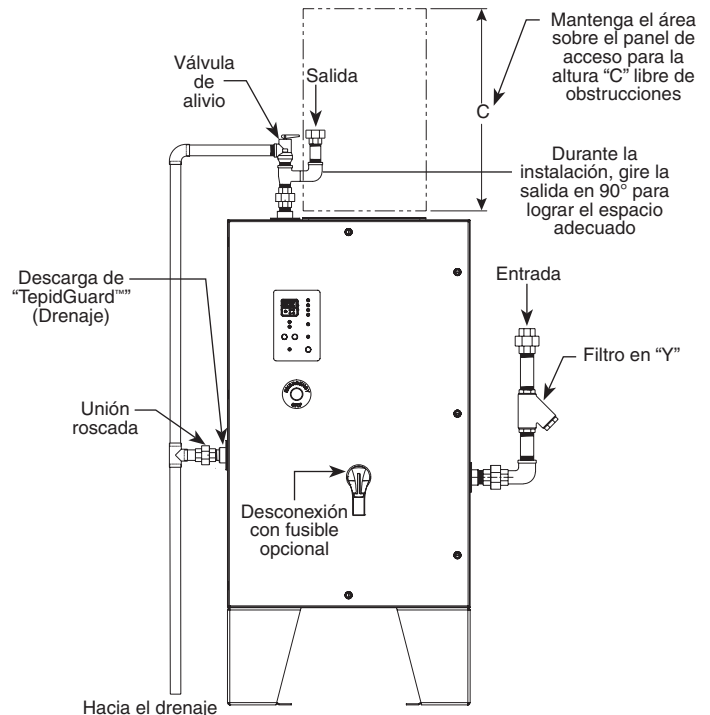 Mantenga el área
sobre el panel de
acceso para la
altura “C” libre de
obstrucciones
Válvula
de
alivio
Salida
C
Durante la
instalación, gire la
salida en 90° para
lograr el espacio
adecuado
Descarga de
“TepidGuard™”
(Drenaje)
Entrada
Filtro en “Y”
Unión
roscada
EMERGENCY
OFF
Desconexión
con fusible
opcional
Hacia el drenaje